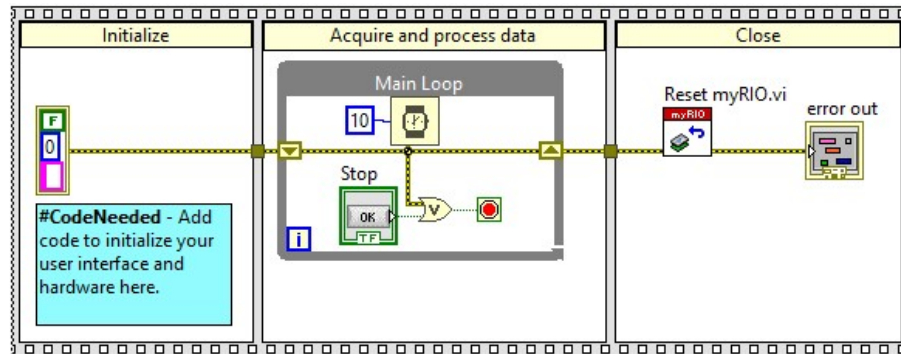 Initialize
Acquire and process data
Close
Main Loop
10
Reset myRIO.vi
myRIO
error out
F
0
Stop
OK
TF
V
i
#CodeNeeded - Add
code to initialize your
user interface and
hardware here.